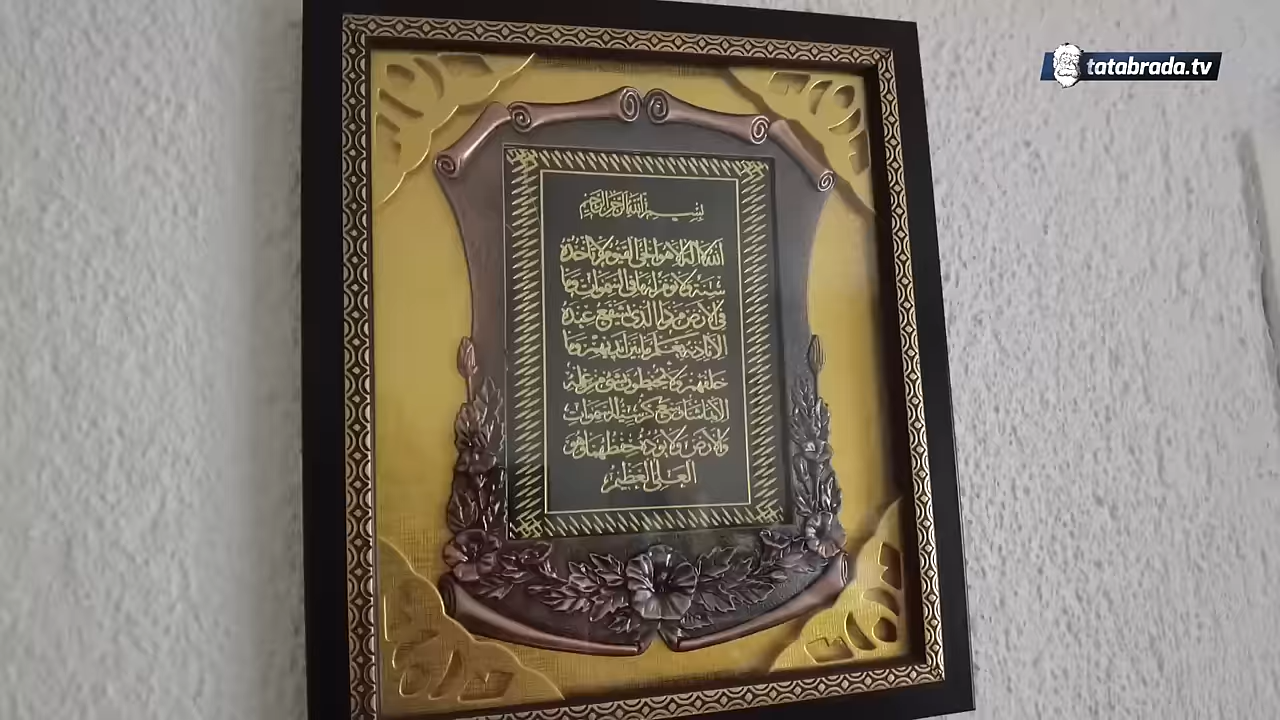 tatabrada.tv
بسم الله الرحمن الرحيم
الله لا إله إلا هو الحي القيوم لا تأخذه
سنة ولا نوم له ما في السموات وما
في الأرض من ذا الذي يشفع عنده
إلا بإذنه يعلم ما بين أيديهم وما
خلفهم ولا يحيطون بشيء من علمه
إلا بما شاء وسع كرسيه السموات
والأرض ولا يؤده حفظهما وهو
العلي العظيم